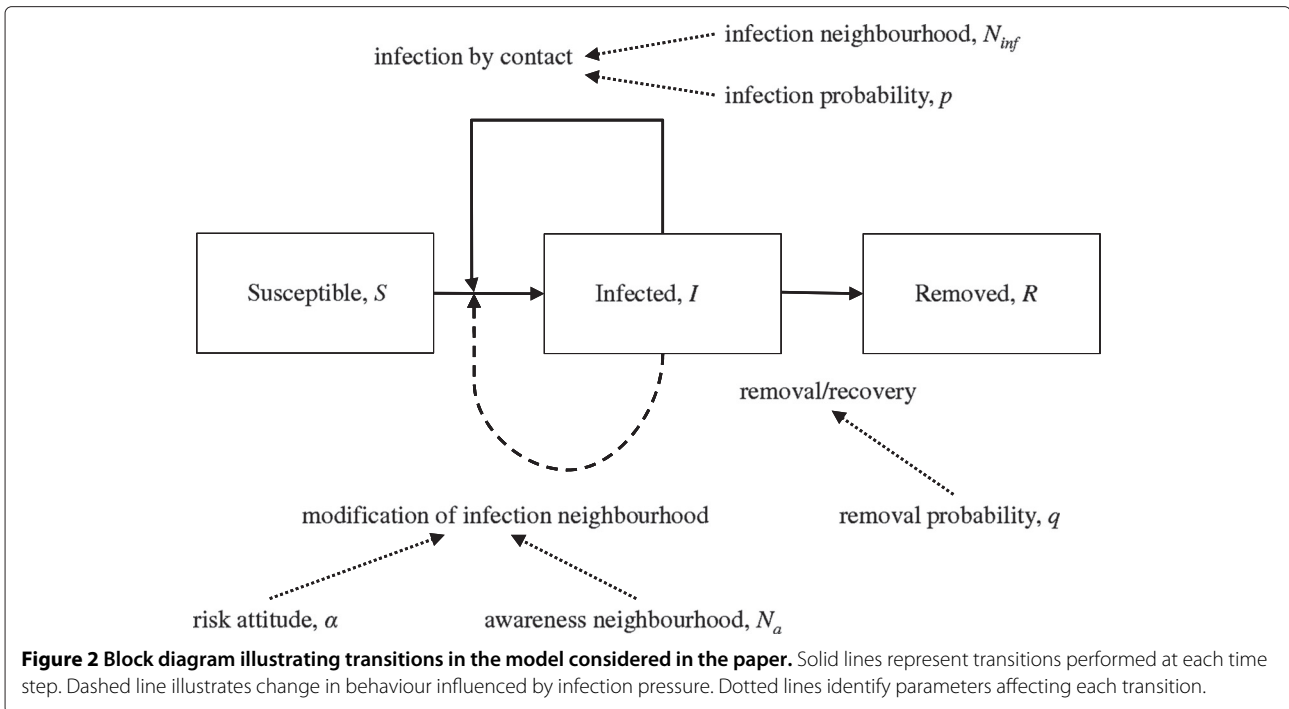 infection neighbourhood, N_inf
infection by contact
infection probability, p
Susceptible, S
Infected, I
Removed, R
removal/recovery
modification of infection neighbourhood
removal probability, q
risk attitude, α
awareness neighbourhood, N_a
Figure 2 Block diagram illustrating transitions in the model considered in the paper. Solid lines represent transitions performed at each time
step. Dashed line illustrates change in behaviour influenced by infection pressure. Dotted lines identify parameters affecting each transition.